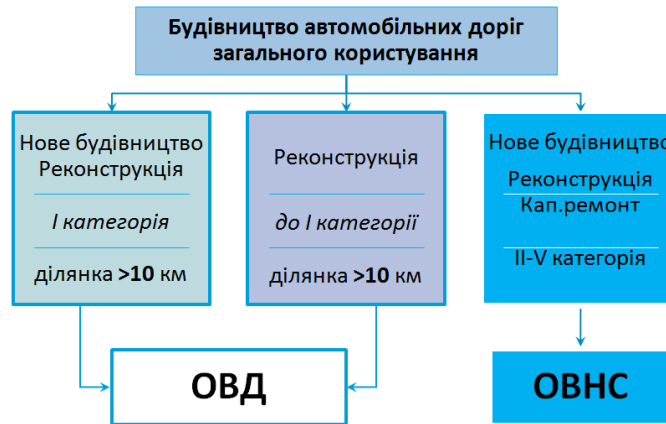 Будівництво автомобільних доріг
загального користування
Нове будівництво
Реконструкція
І категорія
ділянка >10 км
Реконструкція
до І категорії
ділянка >10 км
Нове будівництво
Реконструкція
Кап.ремонт
ІІ-V категорія
ОВД
ОВНС